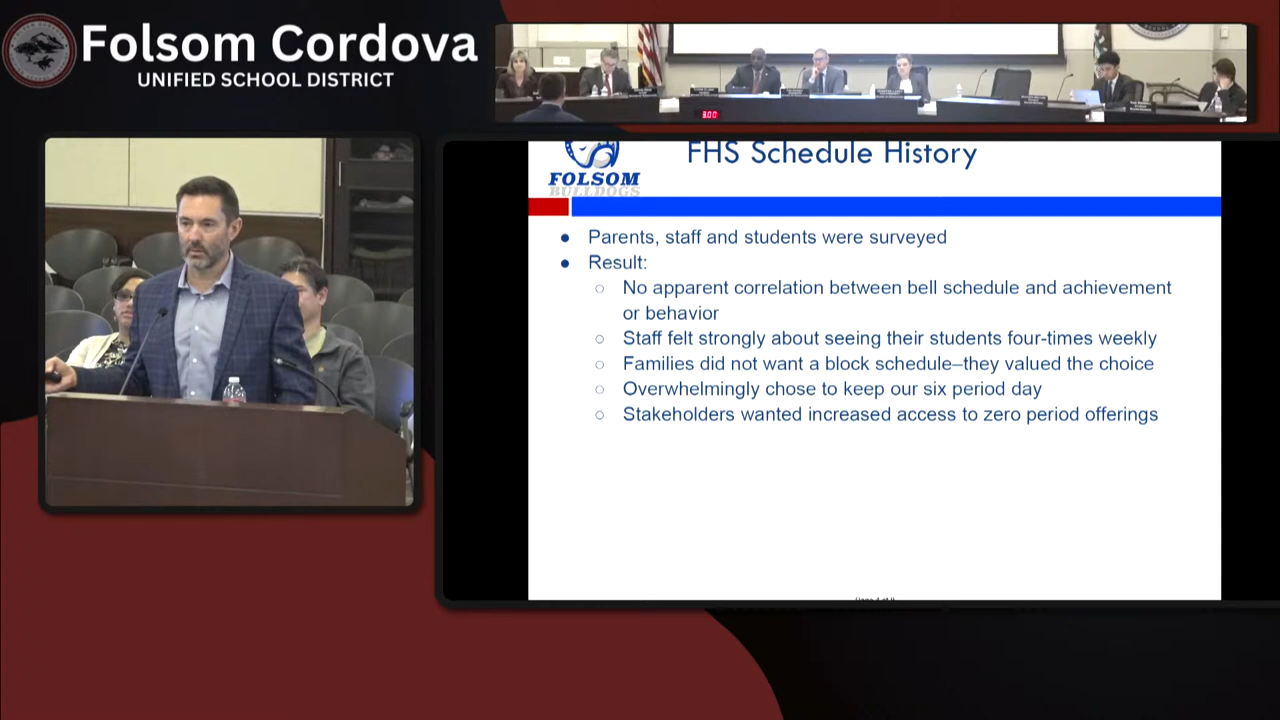 Folsom Cordova
UNIFIED SCHOOL DISTRICT
3:00
FHS Schedule History
FOLSOM
BULLDOGS
● Parents, staff and students were surveyed
● Result:
○ No apparent correlation between bell schedule and achievement
or behavior
○ Staff felt strongly about seeing their students four-times weekly
○ Families did not want a block schedule–they valued the choice
○ Overwhelmingly chose to keep our six period day
○ Stakeholders wanted increased access to zero period offerings